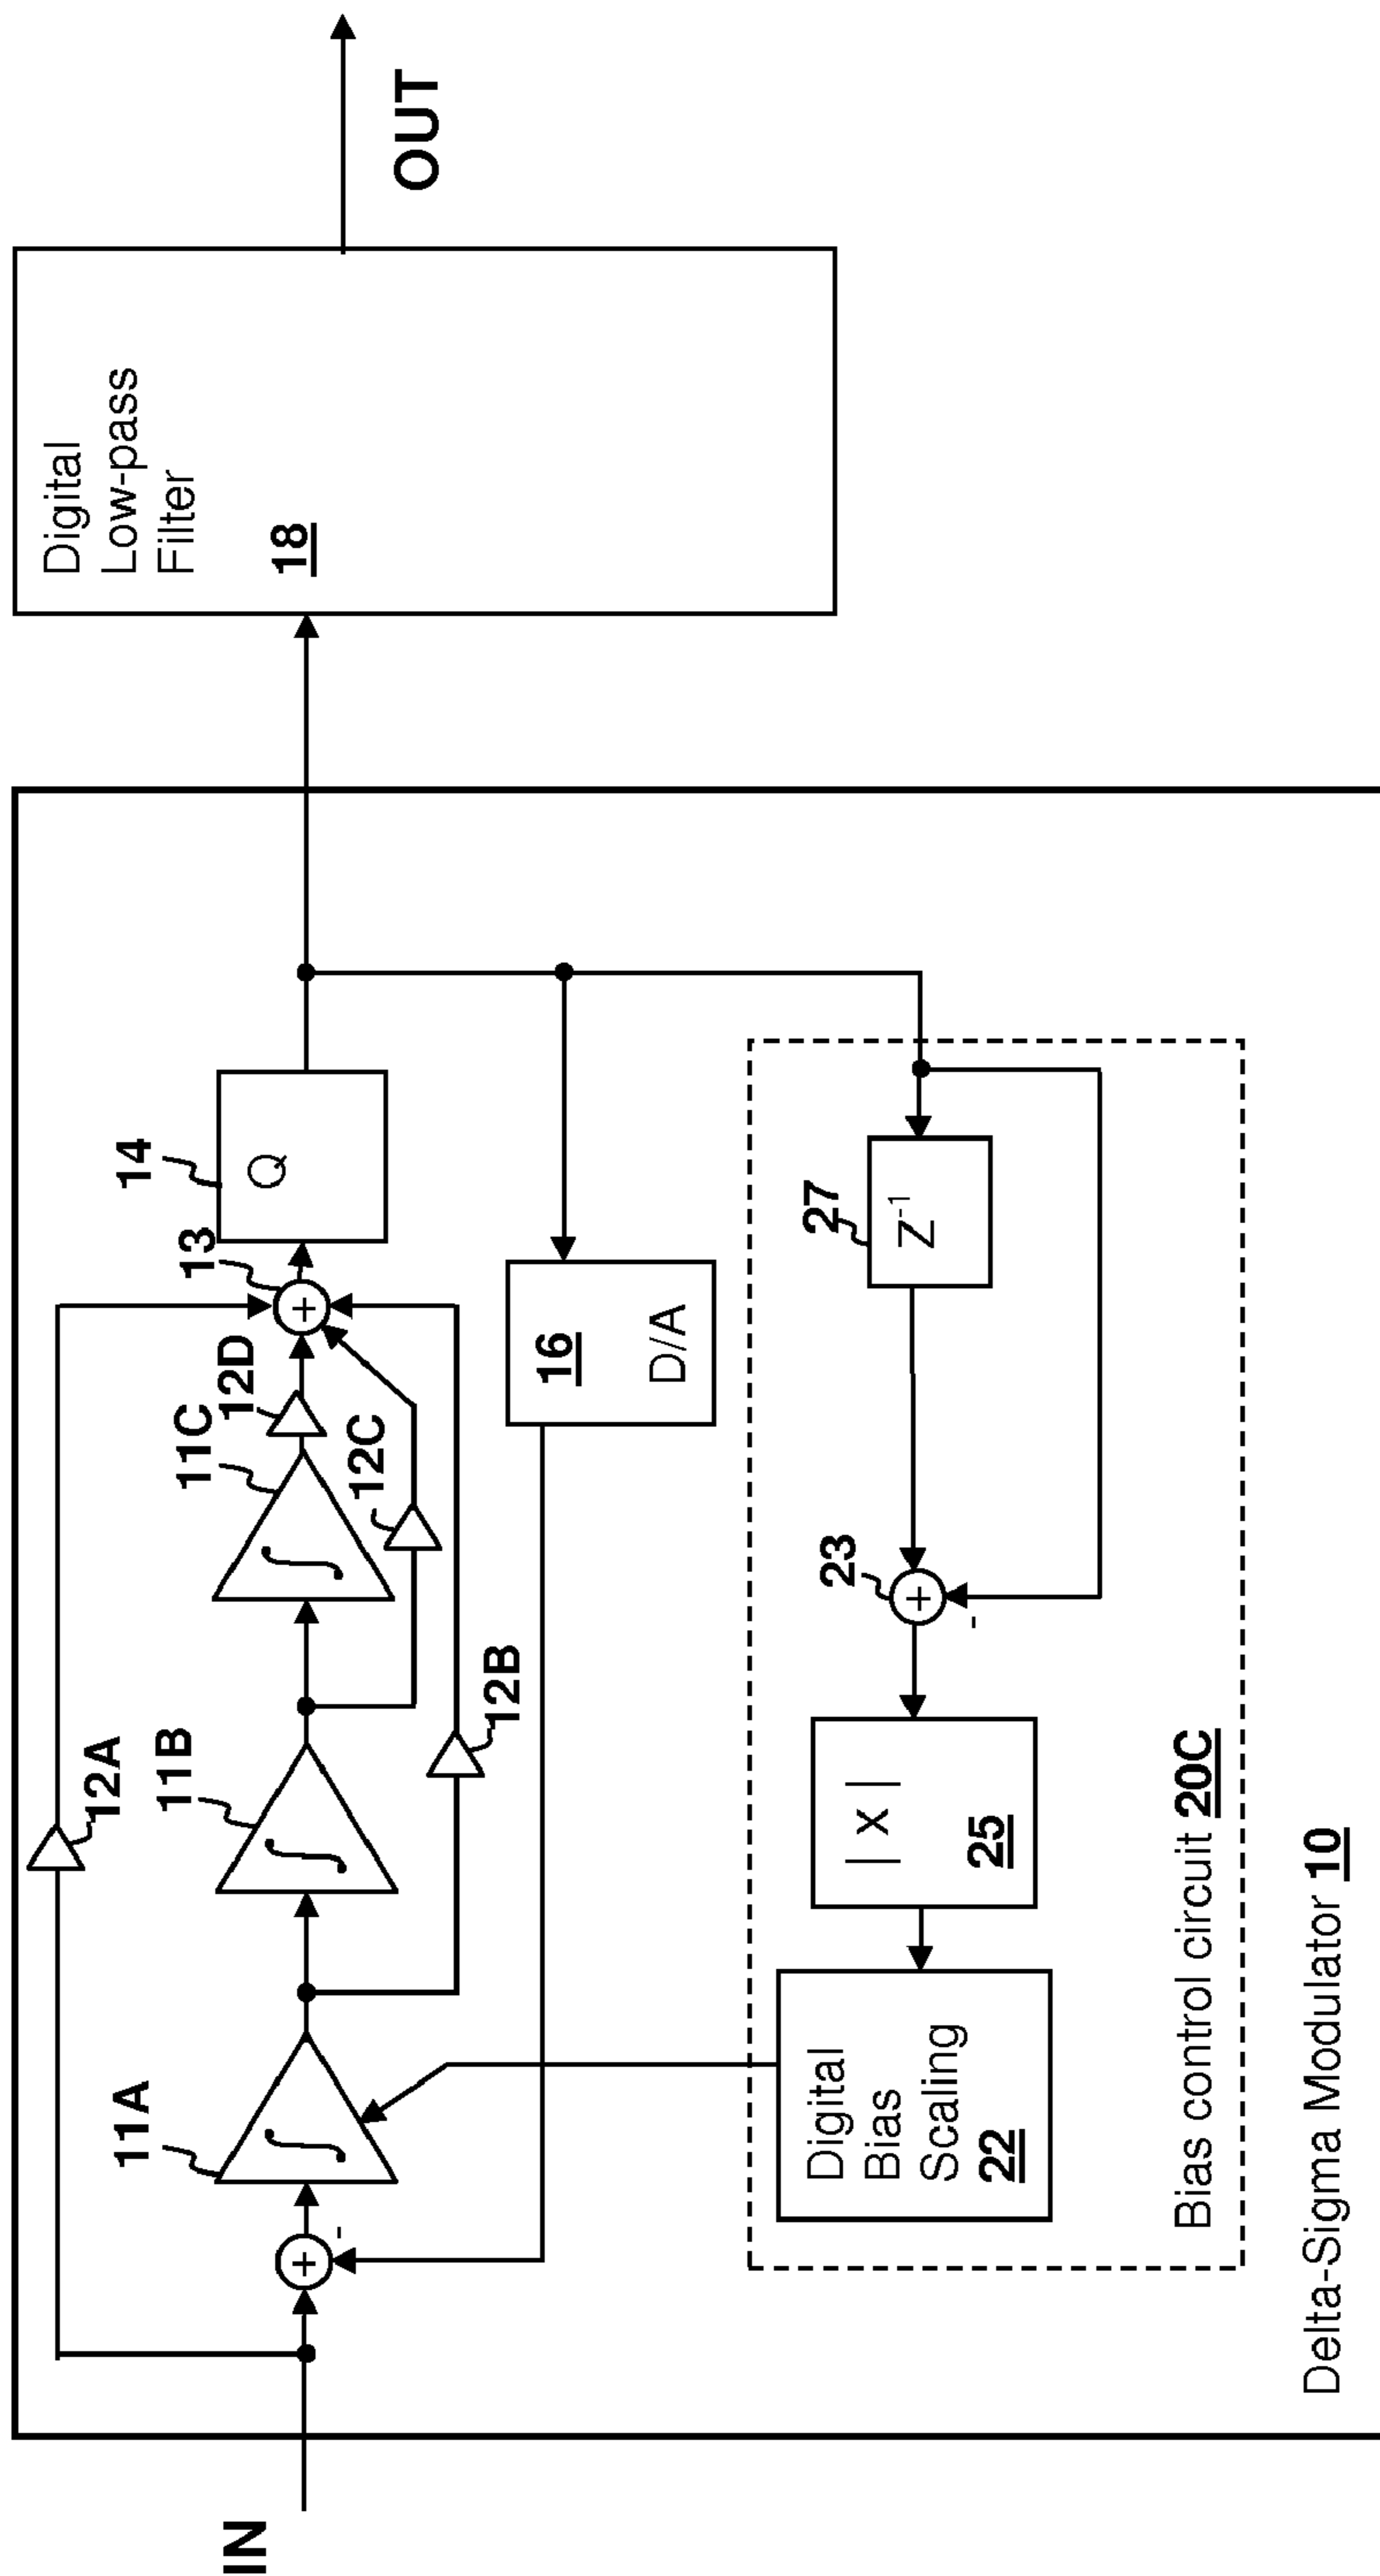 IN
12A
11A
11B
11C
12D
13
14
Q
12C
12B
+
-
+
16
D/A
Digital
Low-pass
Filter
18
OUT
Digital
Bias
Scaling
22
| x |
25
23
+
-
27
Z⁻¹
Bias control circuit 20C
Delta-Sigma Modulator 10